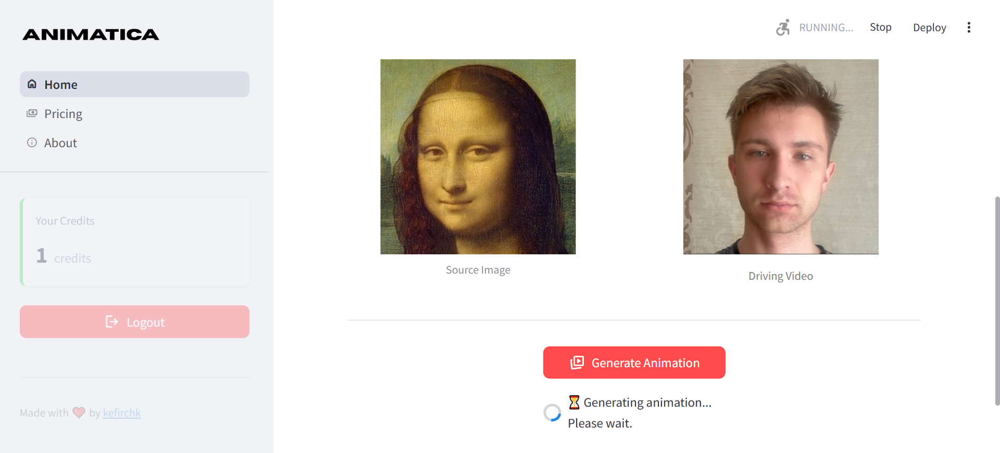 ANIMATICA
Home
Pricing
About
Your Credits
1 credits
Logout
Made with ❤️ by kefirchk
RUNNING...
Stop
Deploy
Source Image
Driving Video
Generate Animation
⏳ Generating animation...
Please wait.